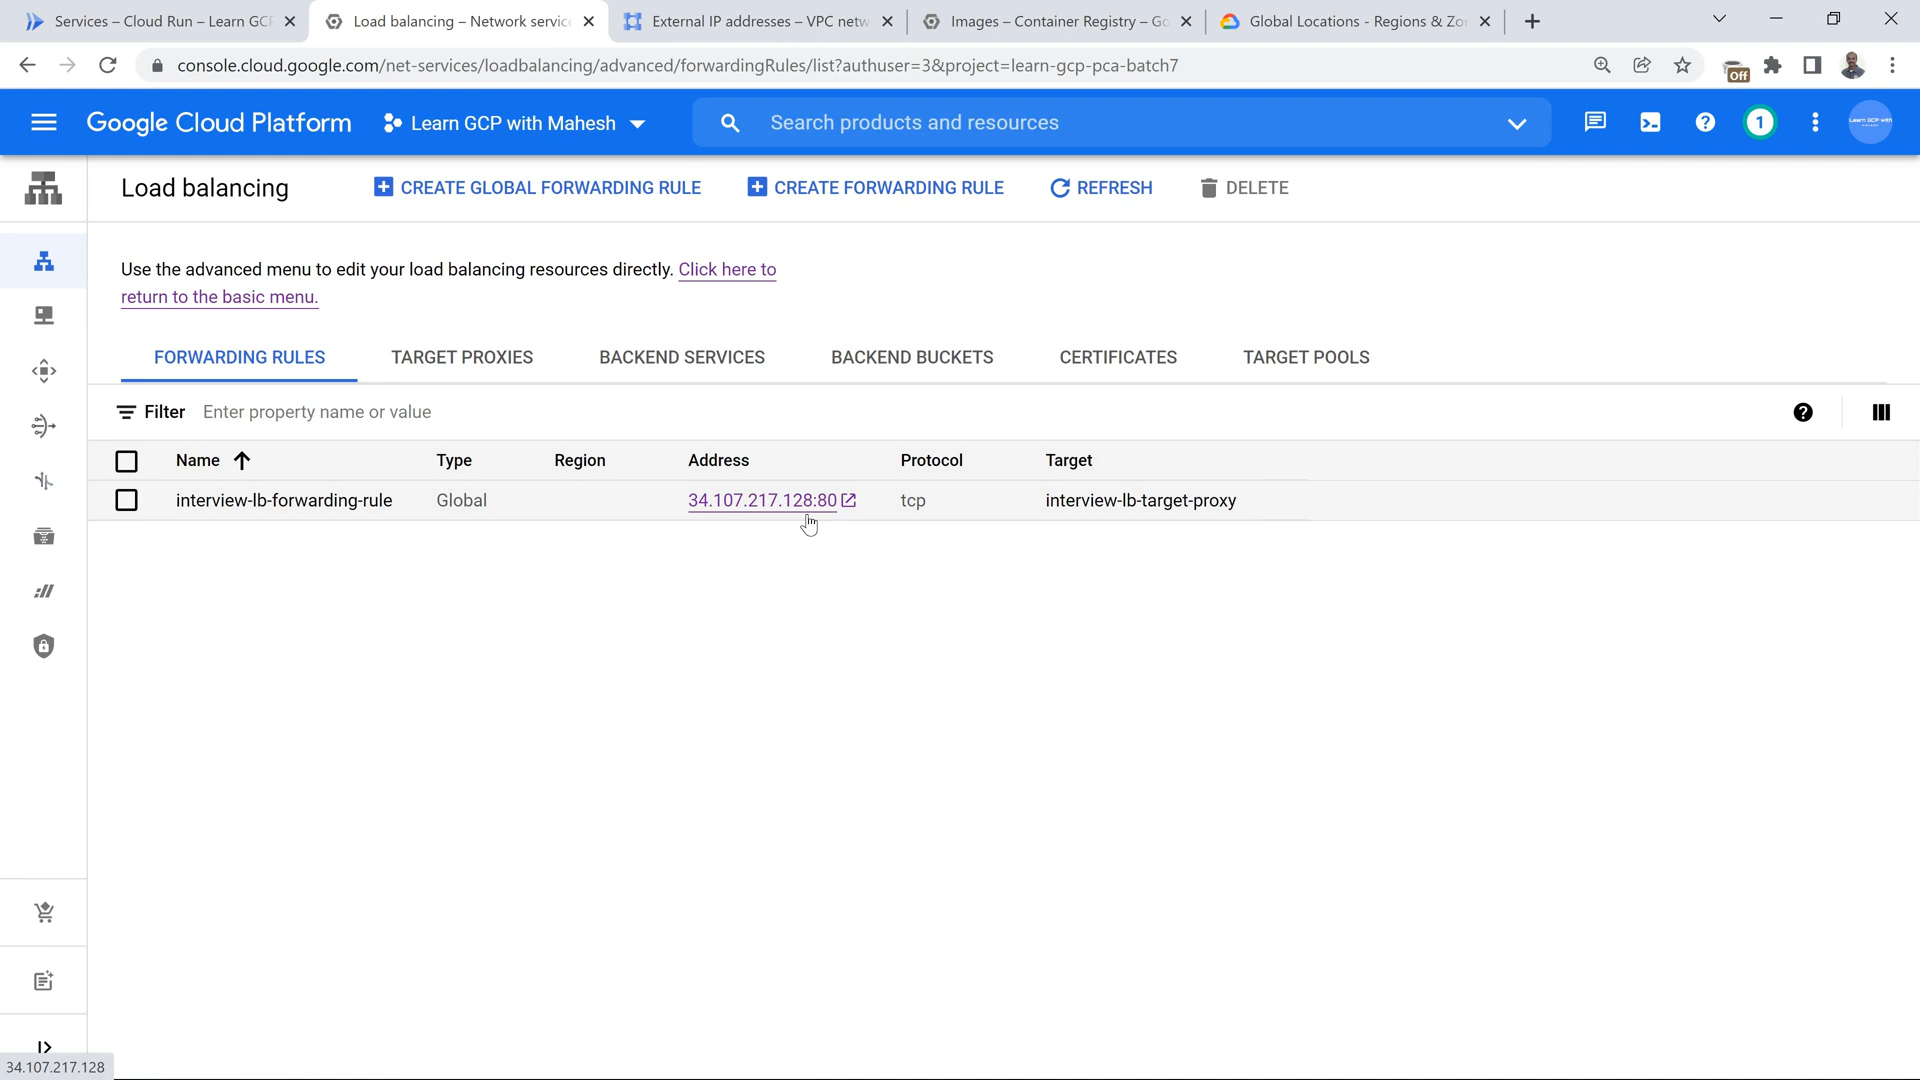 Services – Cloud Run – Learn GCP
Load balancing – Network service
External IP addresses – VPC netw
Images – Container Registry – Go
Global Locations - Regions & Zo
console.cloud.google.com/net-services/loadbalancing/advanced/forwardingRules/list?authuser=3&project=learn-gcp-pca-batch7
Off
Google Cloud Platform
Learn GCP with Mahesh
Search products and resources
1
Learn GCP with
Load balancing
CREATE GLOBAL FORWARDING RULE
CREATE FORWARDING RULE
REFRESH
DELETE
Use the advanced menu to edit your load balancing resources directly. Click here to
return to the basic menu.
FORWARDING RULES
TARGET PROXIES
BACKEND SERVICES
BACKEND BUCKETS
CERTIFICATES
TARGET POOLS
Filter Enter property name or value
Name Type Region Address Protocol Target
interview-lb-forwarding-rule Global 34.107.217.128:80 tcp interview-lb-target-proxy
34.107.217.128